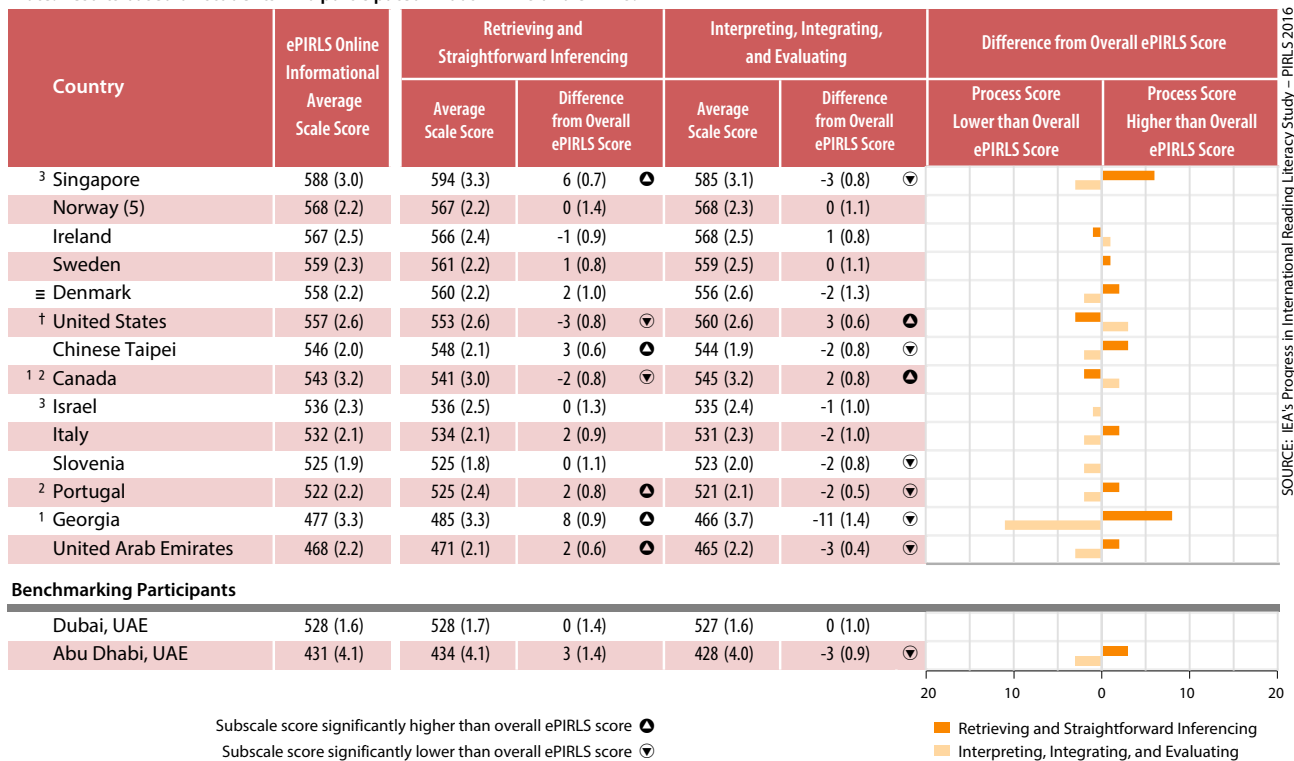 Country
ePIRLS Online Informational Average Scale Score
Retrieving and Straightforward Inferencing
Interpreting, Integrating, and Evaluating
Difference from Overall ePIRLS Score
Average Scale Score
Difference from Overall ePIRLS Score
Average Scale Score
Difference from Overall ePIRLS Score
Process Score Lower than Overall ePIRLS Score
Process Score Higher than Overall ePIRLS Score
3 Singapore 588 (3.0) 594 (3.3) 6 (0.7) 585 (3.1) -3 (0.8)
Norway (5) 568 (2.2) 567 (2.2) 0 (1.4) 568 (2.3) 0 (1.1)
Ireland 567 (2.5) 566 (2.4) -1 (0.9) 568 (2.5) 1 (0.8)
Sweden 559 (2.3) 561 (2.2) 1 (0.8) 559 (2.5) 0 (1.1)
≡ Denmark 558 (2.2) 560 (2.2) 2 (1.0) 556 (2.6) -2 (1.3)
† United States 557 (2.6) 553 (2.6) -3 (0.8) 560 (2.6) 3 (0.6)
Chinese Taipei 546 (2.0) 548 (2.1) 3 (0.6) 544 (1.9) -2 (0.8)
1 2 Canada 543 (3.2) 541 (3.0) -2 (0.8) 545 (3.2) 2 (0.8)
3 Israel 536 (2.3) 536 (2.5) 0 (1.3) 535 (2.4) -1 (1.0)
Italy 532 (2.1) 534 (2.1) 2 (0.9) 531 (2.3) -2 (1.0)
Slovenia 525 (1.9) 525 (1.8) 0 (1.1) 523 (2.0) -2 (0.8)
2 Portugal 522 (2.2) 525 (2.4) 2 (0.8) 521 (2.1) -2 (0.5)
1 Georgia 477 (3.3) 485 (3.3) 8 (0.9) 466 (3.7) -11 (1.4)
United Arab Emirates 468 (2.2) 471 (2.1) 2 (0.6) 465 (2.2) -3 (0.4)
Benchmarking Participants
Dubai, UAE 528 (1.6) 528 (1.7) 0 (1.4) 527 (1.6) 0 (1.0)
Abu Dhabi, UAE 431 (4.1) 434 (4.1) 3 (1.4) 428 (4.0) -3 (0.9)
20 10 0 10 20
Subscale score significantly higher than overall ePIRLS score
Subscale score significantly lower than overall ePIRLS score
Retrieving and Straightforward Inferencing
Interpreting, Integrating, and Evaluating
SOURCE: IEA's Progress in International Reading Literacy Study – PIRLS 2016